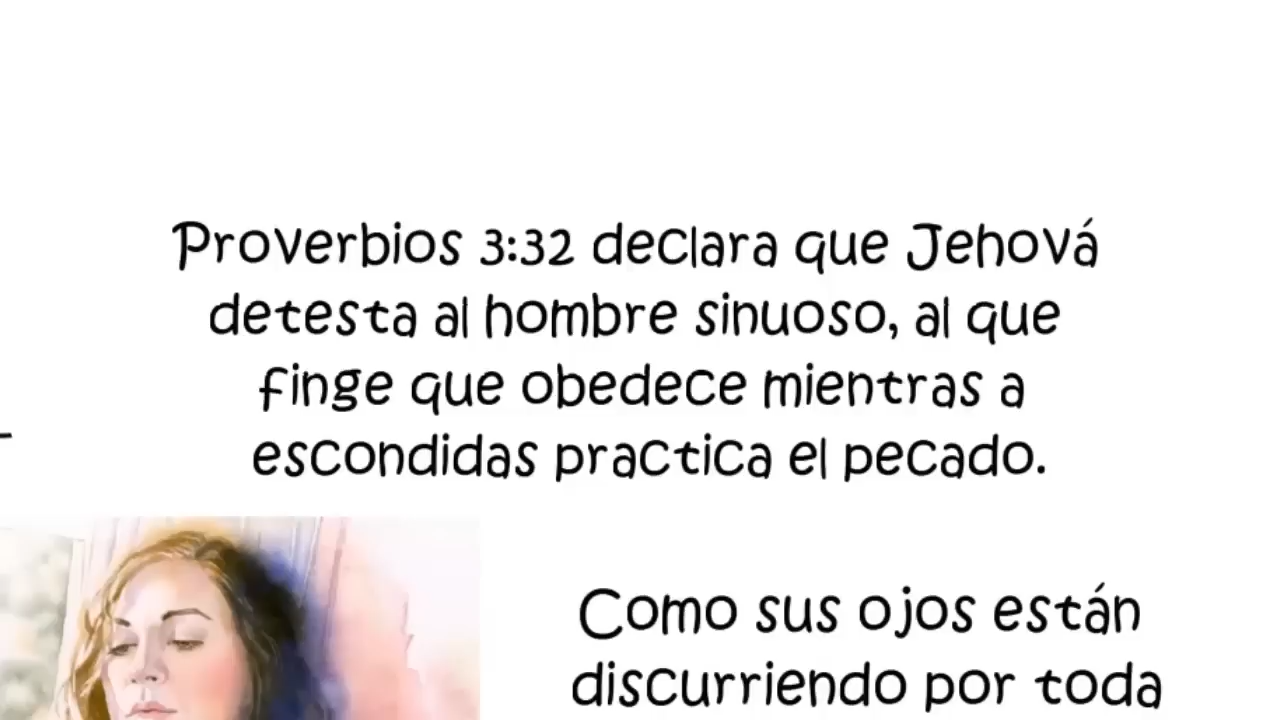 Proverbios 3:32 declara que Jehová
detesta al hombre sinuoso, al que
finge que obedece mientras a
escondidas practica el pecado.
Como sus ojos están
discurriendo por toda